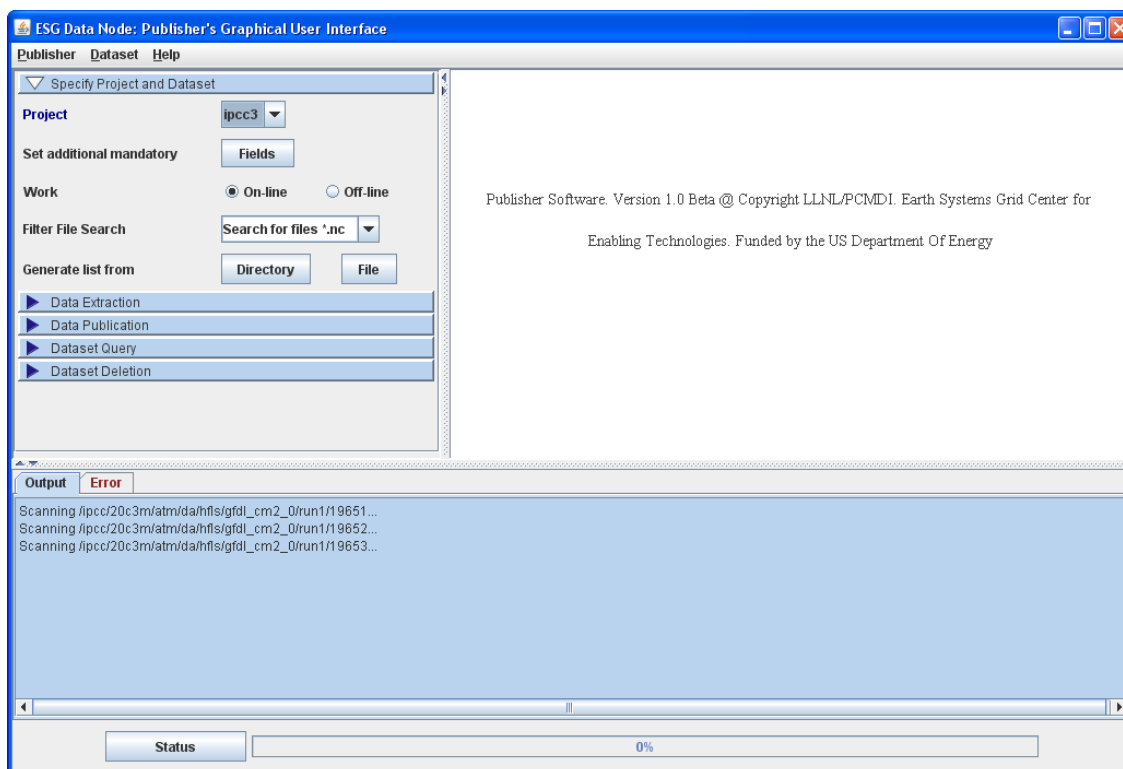 ESG Data Node: Publisher's Graphical User Interface
Publisher Dataset Help
Specify Project and Dataset
Project ipcc3
Set additional mandatory Fields
Work On-line Off-line
Filter File Search Search for files *.nc
Generate list from Directory File
Data Extraction
Data Publication
Dataset Query
Dataset Deletion
Publisher Software. Version 1.0 Beta @ Copyright LLNL/PCMDI. Earth Systems Grid Center for
Enabling Technologies. Funded by the US Department Of Energy
Output Error
Scanning /ipcc/20c3m/atm/da/hfls/gfdl_cm2_0/run1/19651...
Scanning /ipcc/20c3m/atm/da/hfls/gfdl_cm2_0/run1/19652...
Scanning /ipcc/20c3m/atm/da/hfls/gfdl_cm2_0/run1/19653...
Status 0%